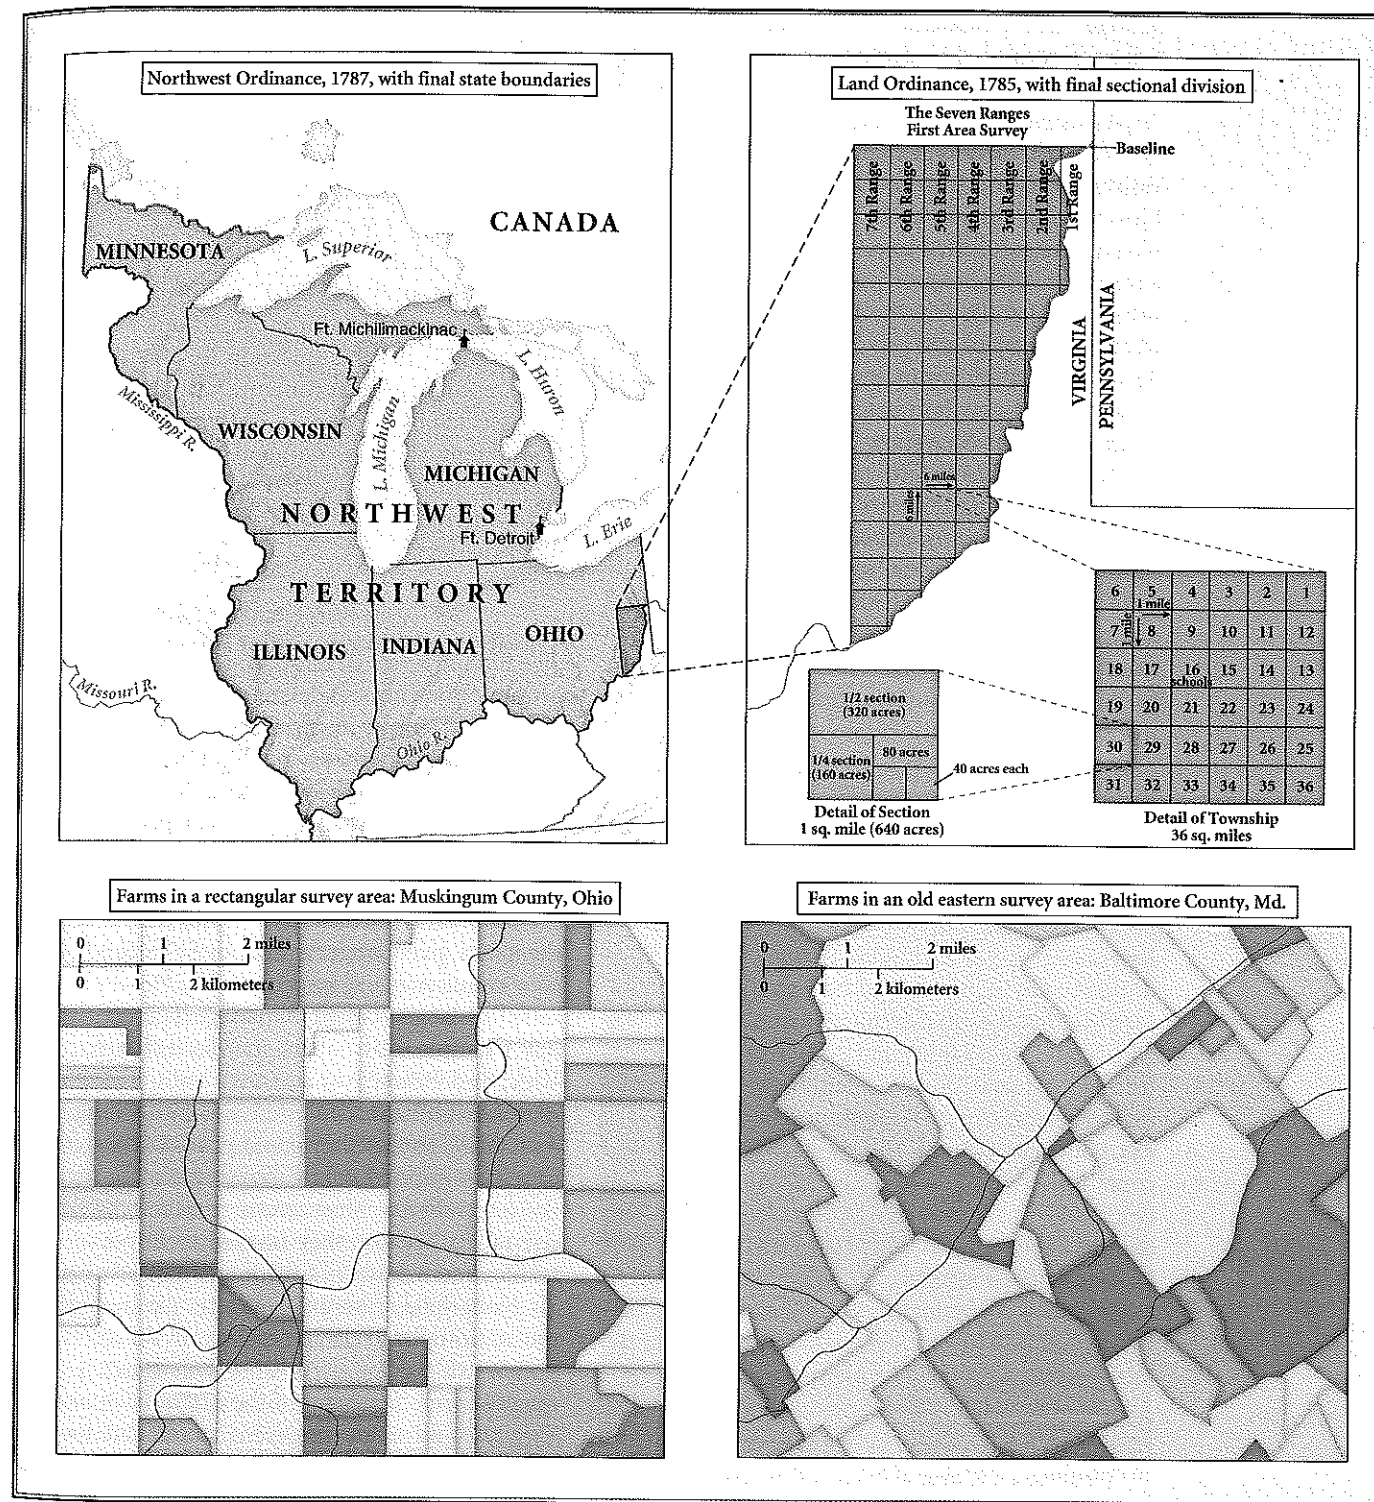 Northwest Ordinance, 1787, with final state boundaries
CANADA
MINNESOTA
L. Superior
Ft. Michilimackinac
L. Huron
Mississippi R.
WISCONSIN
L. Michigan
MICHIGAN
NORTHWEST
Ft. Detroit
L. Erie
TERRITORY
ILLINOIS
INDIANA
OHIO
Missouri R.
Ohio R.
Land Ordinance, 1785, with final sectional division
The Seven Ranges
First Area Survey
Baseline
7th Range
6th Range
5th Range
4th Range
3rd Range
2nd Range
1st Range
VIRGINIA
PENNSYLVANIA
6 miles
6 miles
6 5 4 3 2 1
1 mile
1 mile
7 8 9 10 11 12
18 17 16 15 14 13
schools
19 20 21 22 23 24
30 29 28 27 26 25
31 32 33 34 35 36
Detail of Township
36 sq. miles
1/2 section
(320 acres)
80 acres
1/4 section
(160 acres)
40 acres each
Detail of Section
1 sq. mile (640 acres)
Farms in a rectangular survey area: Muskingum County, Ohio
0 1 2 miles
0 1 2 kilometers
Farms in an old eastern survey area: Baltimore County, Md.
0 1 2 miles
0 1 2 kilometers